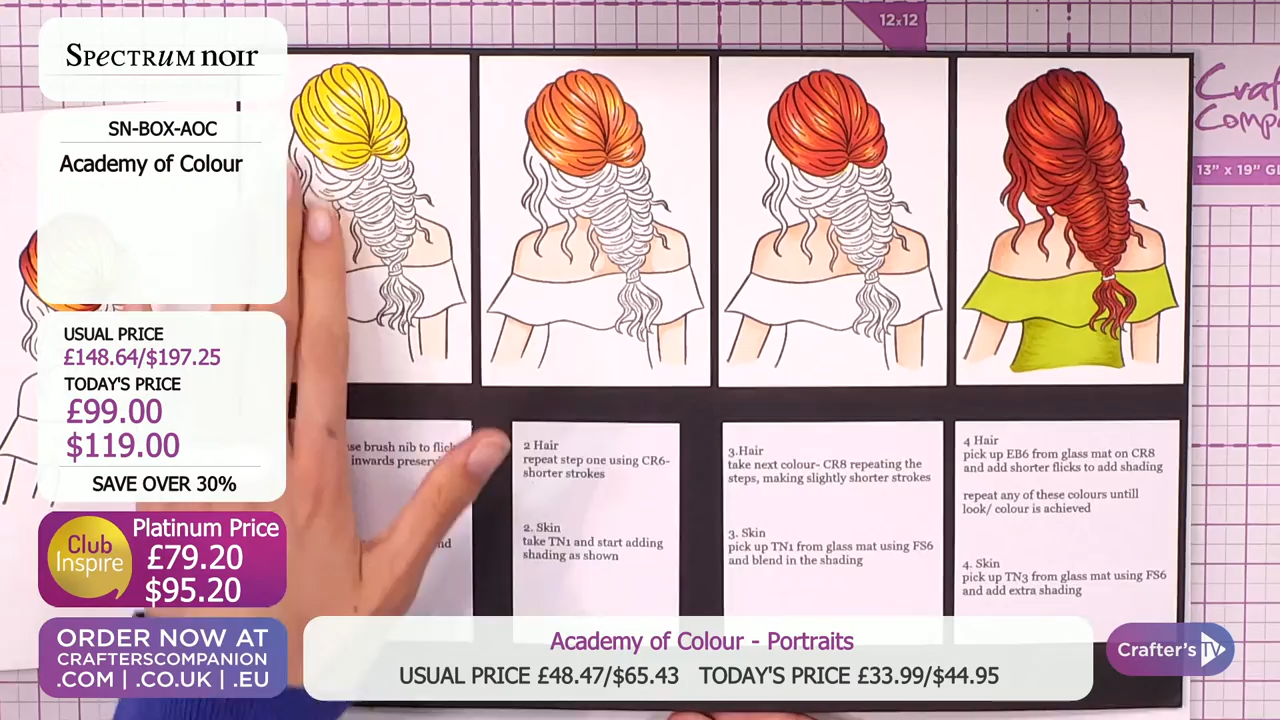 SPECTRUM NOIR
SN-BOX-AOC
Academy of Colour
USUAL PRICE
£148.64/$197.25
TODAY'S PRICE
£99.00
$119.00
SAVE OVER 30%
Club
Inspire
Platinum Price
£79.20
$95.20
ORDER NOW AT
CRAFTERSCOMPANION
.COM | .CO.UK | .EU
12x12
13" x 19"
use brush nib to flick
inwards
2 Hair
repeat step one using CR6-
shorter strokes
2. Skin
take TN1 and start adding
shading as shown
3.Hair
take next colour- CR8 repeating the
steps, making slightly shorter strokes
3. Skin
pick up TN1 from glass mat using FS6
and blend in the shading
4 Hair
pick up EB6 from glass mat on CR8
and add shorter flicks to add shading
repeat any of these colours untill
look/ colour is achieved
4. Skin
pick up TN3 from glass mat using FS6
and add extra shading
Academy of Colour - Portraits
USUAL PRICE £48.47/$65.43 TODAY'S PRICE £33.99/$44.95
Crafter's TV